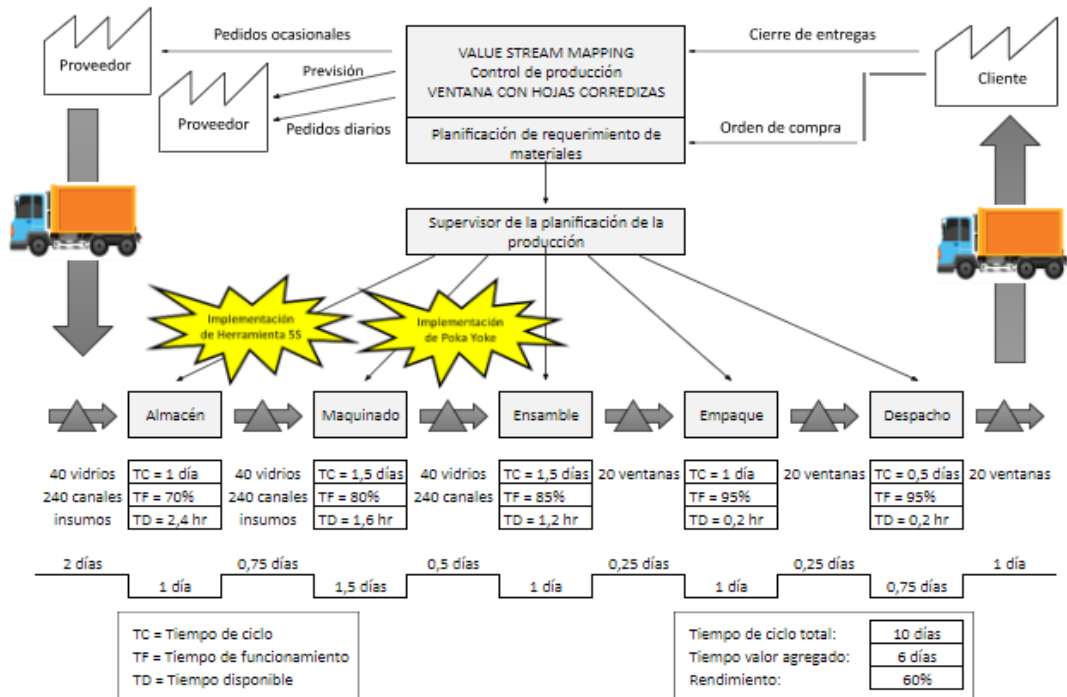 Pedidos ocasionales
Cierre de entregas
Proveedor
VALUE STREAM MAPPING
Control de producción
VENTANA CON HOJAS CORREDIZAS
Cliente
Previsión
Proveedor
Pedidos diarios
Planificación de requerimiento de
materiales
Orden de compra
Supervisor de la planificación de la
producción
Implementación
de Herramienta 5S
Implementación
de Poka Yoke
Almacén
Maquinado
Ensamble
Empaque
Despacho
40 vidrios
240 canales
insumos
TC = 1 día
TF = 70%
TD = 2,4 hr
40 vidrios
240 canales
insumos
TC = 1,5 días
TF = 80%
TD = 1,6 hr
40 vidrios
240 canales
TC = 1,5 días
TF = 85%
TD = 1,2 hr
20 ventanas
TC = 1 día
TF = 95%
TD = 0,2 hr
20 ventanas
TC = 0,5 días
TF = 95%
TD = 0,2 hr
20 ventanas
2 días
1 día
0,75 días
1,5 días
0,5 días
1 día
0,25 días
1 día
0,25 días
0,75 días
1 día
TC = Tiempo de ciclo
TF = Tiempo de funcionamiento
TD = Tiempo disponible
Tiempo de ciclo total: 10 días
Tiempo valor agregado: 6 días
Rendimiento: 60%